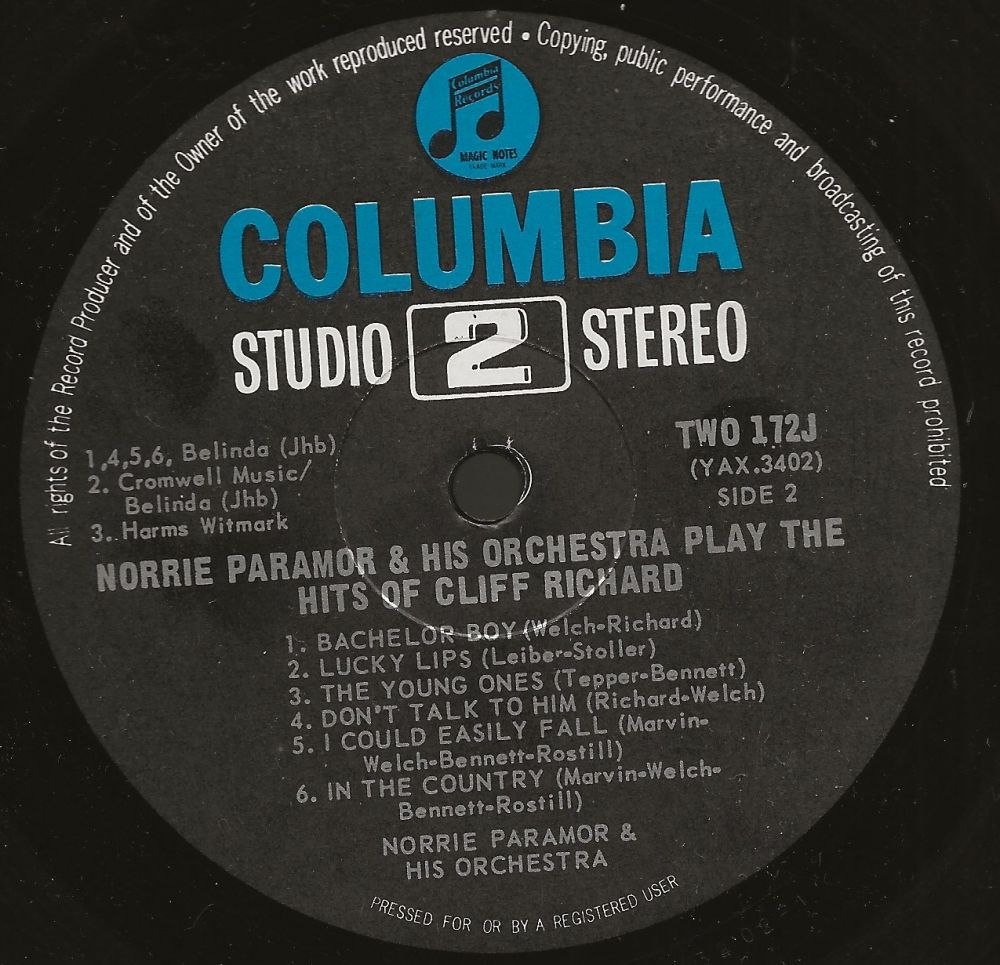 All rights of the Record Producer and of the Owner of the work reproduced reserved • Copying, public performance and broadcasting of this record prohibited
Columbia
Records
MAGIC NOTES
TRADE MARK
COLUMBIA
STUDIO 2 STEREO
1,4,5,6, Belinda (Jhb)
2. Cromwell Music/
Belinda (Jhb)
3. Harms Witmark
TWO 172J
(YAX.3402)
SIDE 2
NORRIE PARAMOR & HIS ORCHESTRA PLAY THE
HITS OF CLIFF RICHARD
1. BACHELOR BOY (Welch-Richard)
2. LUCKY LIPS (Leiber-Stoller)
3. THE YOUNG ONES (Tepper-Bennett)
4. DON'T TALK TO HIM (Richard-Welch)
5. I COULD EASILY FALL (Marvin-
Welch-Bennett-Rostill)
6. IN THE COUNTRY (Marvin-Welch-
Bennett-Rostill)
NORRIE PARAMOR &
HIS ORCHESTRA
PRESSED FOR OR BY A REGISTERED USER